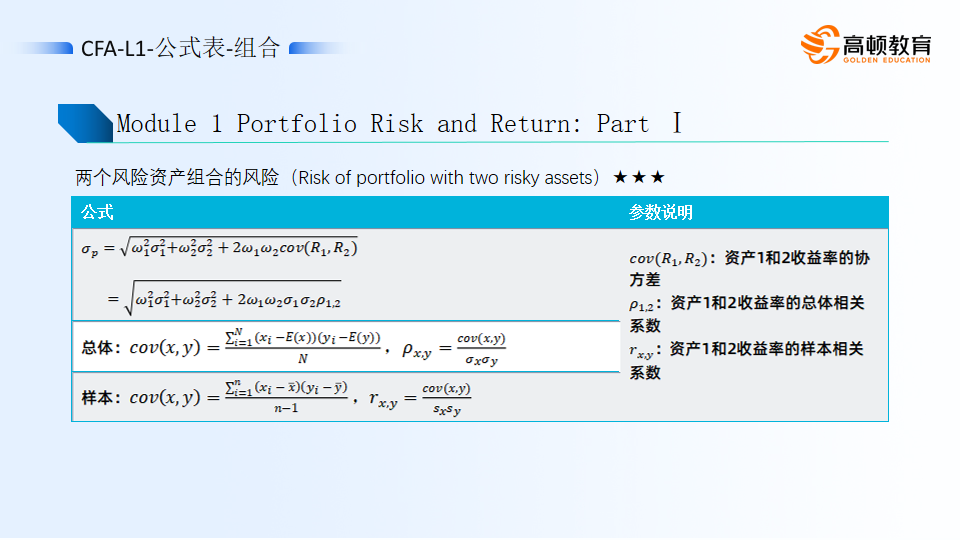 CFA-L1-公式表-组合
高顿教育
GOLDEN EDUCATION
Module 1 Portfolio Risk and Return: Part Ⅰ
两个风险资产组合的风险（Risk of portfolio with two risky assets）★★★
公式
参数说明
σₚ = √(ω₁²σ₁²+ω₂²σ₂² + 2ω₁ω₂cov(R₁,R₂))
= √(ω₁²σ₁²+ω₂²σ₂² + 2ω₁ω₂σ₁σ₂ρ₁,₂)
总体：cov(x,y) = ∑ᵢ₌₁ᴺ(xᵢ−E(x))(yᵢ−E(y)) / N，ρₓ,ᵧ = cov(x,y) / σₓσᵧ
样本：cov(x,y) = ∑ᵢ₌₁ⁿ(xᵢ−x̄)(yᵢ−ȳ) / n−1，rₓ,ᵧ = cov(x,y) / sₓsᵧ
cov(R₁,R₂)：资产1和2收益率的协
方差
ρ₁,₂：资产1和2收益率的总体相关
系数
rₓ,ᵧ：资产1和2收益率的样本相关
系数